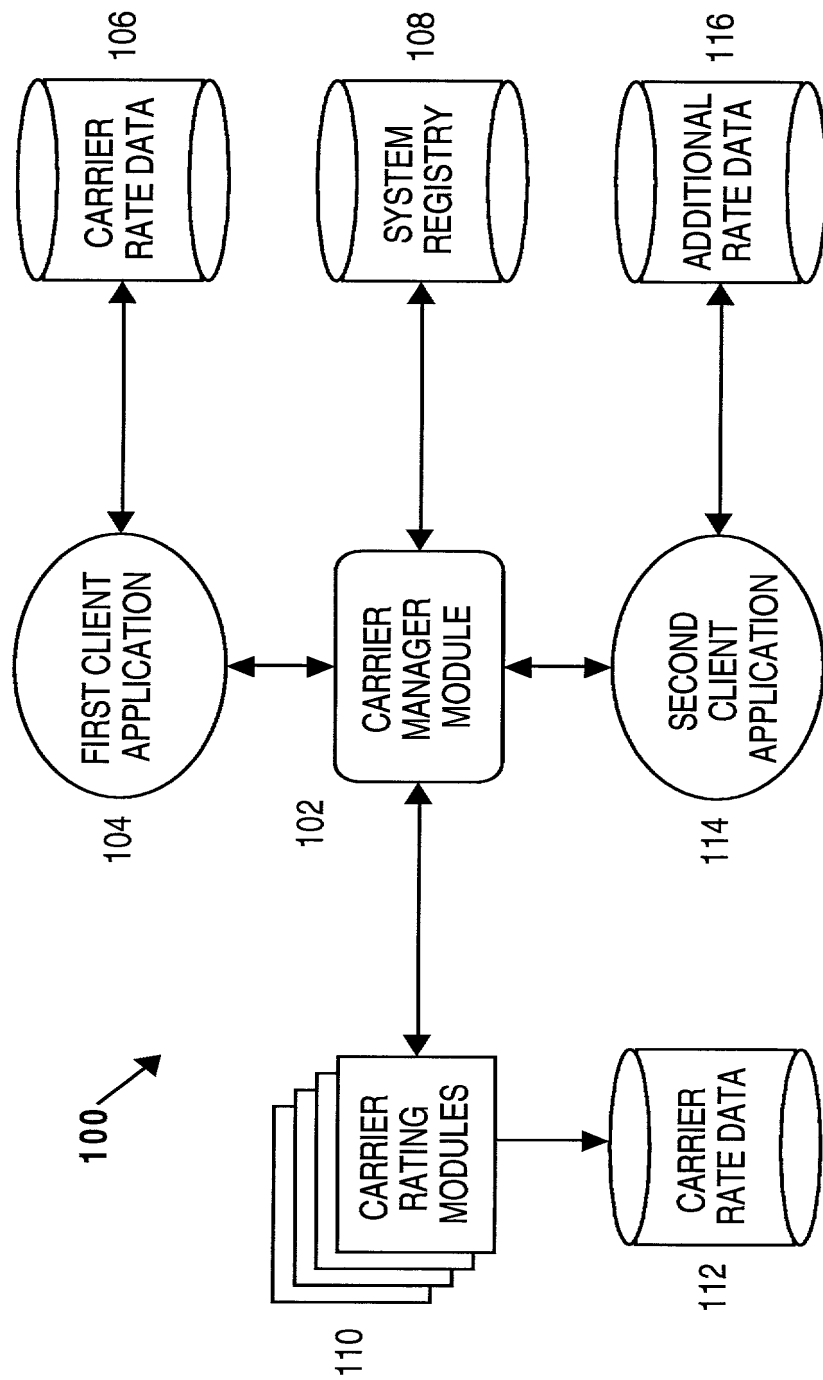 100
104
FIRST CLIENT
APPLICATION
CARRIER
RATE DATA
106
110
CARRIER
RATING
MODULES
102
CARRIER
MANAGER
MODULE
SYSTEM
REGISTRY
108
112
CARRIER
RATE DATA
114
SECOND
CLIENT
APPLICATION
ADDITIONAL
RATE DATA
116